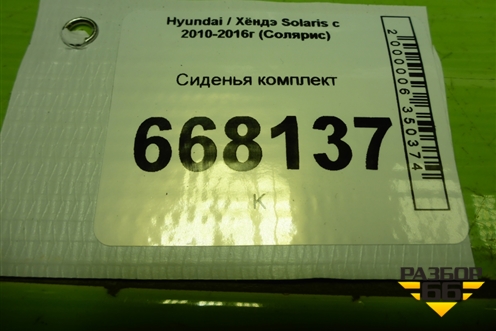 Hyundai / Хёндэ Solaris с
2010-2016г (Солярис)
Сиденья комплект
668137
К
2000006350374
РАЗБОР
66